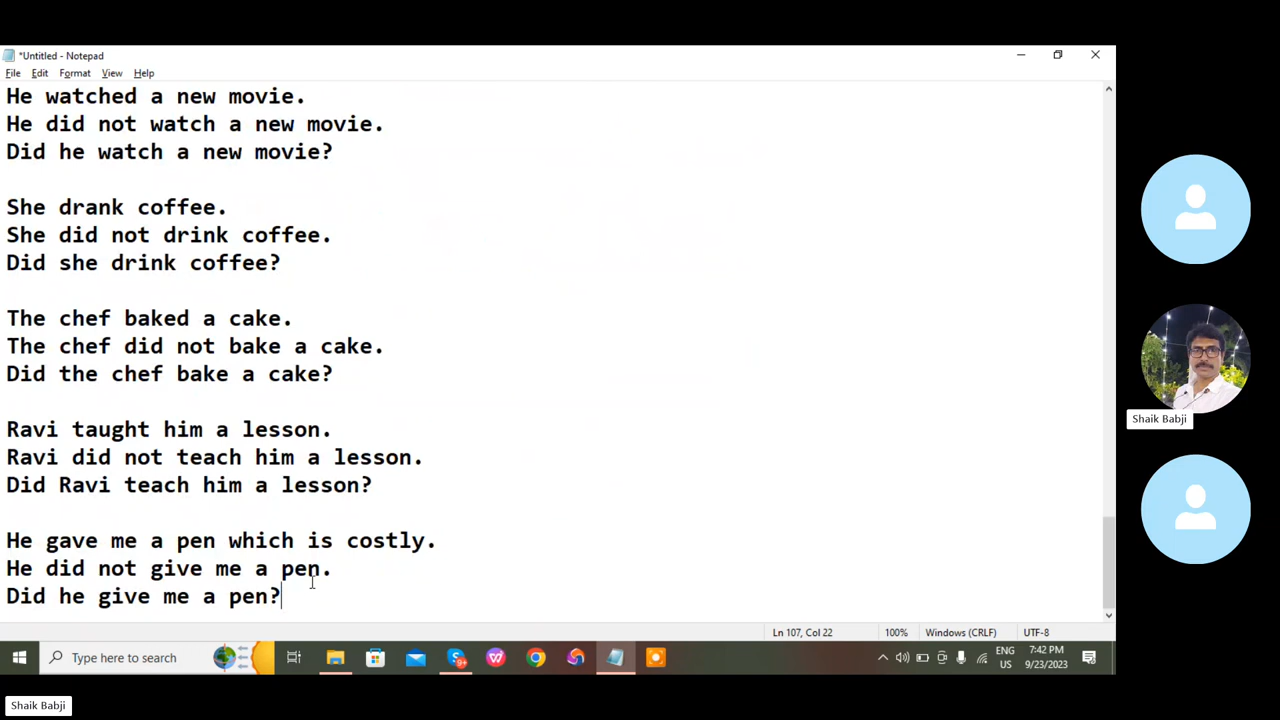 *Untitled - Notepad
File Edit Format View Help
He watched a new movie.
He did not watch a new movie.
Did he watch a new movie?
She drank coffee.
She did not drink coffee.
Did she drink coffee?
The chef baked a cake.
The chef did not bake a cake.
Did the chef bake a cake?
Ravi taught him a lesson.
Ravi did not teach him a lesson.
Did Ravi teach him a lesson?
He gave me a pen which is costly.
He did not give me a pen.
Did he give me a pen?
Shaik Babji
Ln 107, Col 22 100% Windows (CRLF) UTF-8
Type here to search
ENG
US
7:42 PM
9/23/2023
Shaik Babji